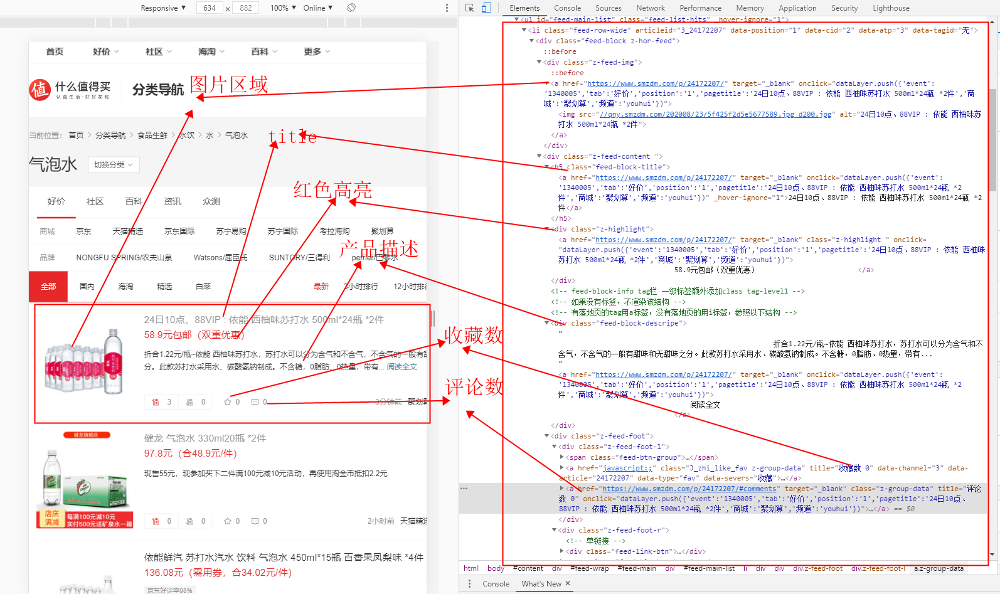 Responsive ▼ 634 × 882 100% ▼ Online ▼
Elements Console Sources Network Performance Memory Application Security Lighthouse
首页 好价 社区 海淘 百科 更多
值 什么值得买
认真生活·好好花钱
分类导航
图片区域
当前位置： 首页 > 分类导航 > 食品生鲜 > 水饮 > 水 > 气泡水
title
气泡水 切换分类
红色高亮
好价 社区 百科 资讯 众测
商城 京东 天猫精选 京东国际 苏宁易购 苏宁国际 考拉海购 聚划算
产品描述
品牌 NONGFU SPRING/农夫山泉 Watsons/屈臣氏 SUNTORY/三得利 perrier/巴黎水
全部 国内 海淘 精选 白菜 最新 3小时排行 12小时排
24日10点、88VIP : 依能 西柚味苏打水 500ml*24瓶 *2件
58.9元包邮（双重优惠）
收藏数
折合1.22元/瓶~依能 西柚味苏打水，苏打水可以分为含气和不含气，不含气的一般有甜
分。此款苏打水采用水、碳酸氢钠制成。不含糖，0脂肪、0热量，带有... 阅读全文
评论数
值 3 0 0 0 3分钟前 聚划算
健龙旗舰店
健龙 气泡水 330ml20瓶 *2件
97.8元（合48.9元/件）
现售55元，现参加买下二件满100元减10元活动，再使用淘金币抵扣2.2元
店庆
满减
每满100元减10元
实付500元送矿泉水一箱
值 0 0 0 0 2小时前 天猫精选
依能鲜汽 苏打水汽水 饮料 气泡水 450ml*15瓶 百香果凤梨味 *4件
136.08元（需用券，合34.02元/件）
京东好评率98%
▼<ul id="feed-main-list" class="feed-list-hits" _hover-ignore="1">
▼<li class="feed-row-wide" articleid="3_24172207" data-position="1" data-cid="2" data-atp="3" data-tagid="无">
▼<div class="feed-block z-hor-feed">
::before
▼<div class="z-feed-img">
::before
▼<a href="https://www.smzdm.com/p/24172207/" target="_blank" onclick="dataLayer.push({'event':
'1340005','tab':'好价','position':'1','pagetitle':'24日10点、88VIP : 依能 西柚味苏打水 500ml*24瓶 *2件','商
城':'聚划算','频道':'youhui'})">
<img src="//qny.smzdm.com/202008/23/5f425f2d5e5677589.jpg_d200.jpg" alt="24日10点、88VIP : 依能 西柚味苏
打水 500ml*24瓶 *2件">
</a>
</div>
▼<div class="z-feed-content ">
▼<h5 class="feed-block-title">
<a href="https://www.smzdm.com/p/24172207/" target="_blank" onclick="dataLayer.push({'event':
'1340005','tab':'好价','position':'1','pagetitle':'24日10点、88VIP : 依能 西柚味苏打水 500ml*24瓶 *2
件','商城':'聚划算','频道':'youhui'})" _hover-ignore="1">24日10点、88VIP : 依能 西柚味苏打水 500ml*24瓶 *2
件</a>
</h5>
▼<div class="z-highlight">
<a href="https://www.smzdm.com/p/24172207/" target="_blank" class="z-highlight " onclick=
"dataLayer.push({'event':'1340005','tab':'好价','position':'1','pagetitle':'24日10点、88VIP : 依能 西柚味
苏打水 500ml*24瓶 *2件','商城':'聚划算','频道':'youhui'})">
58.9元包邮（双重优惠） </a>
</div>
<!-- feed-block-info tag栏 一级标签额外添加class tag-level1 -->
<!-- 如果没有标签，不渲染该结构 -->
<!-- 有落地页的tag用a标签，没有落地页的用i标签，参照以下结构 -->
▼<div class="feed-block-descripe">
"
折合1.22元/瓶~依能 西柚味苏打水，苏打水可以分为含气和不
含气，不含气的一般有甜味和无甜味之分。此款苏打水采用水、碳酸氢钠制成。不含糖，0脂肪、0热量，带有...
"
<a href="https://www.smzdm.com/p/24172207/" target="_blank" onclick="dataLayer.push({'event':
'1340005','tab':'好价','position':'1','pagetitle':'24日10点、88VIP : 依能 西柚味苏打水 500ml*24瓶 *2
件','商城':'聚划算','频道':'youhui'})">
阅读全文
</a>
</div>
▼<div class="z-feed-foot">
▼<div class="z-feed-foot-l">
▶<span class="feed-btn-group">…</span>
▶<a href="javascript:;" class="J_zhi_like_fav z-group-data" title="收藏数 0" data-channel="3" data-
article="24172207" data-type="fav" data-severs="收藏">…</a>
▶<a href="https://www.smzdm.com/p/24172207/#comments" target="_blank" class="z-group-data" title="评论
数 0" onclick="dataLayer.push({'event':'1340005','tab':'好价','position':'1','pagetitle':'24日10点、
88VIP : 依能 西柚味苏打水 500ml*24瓶 *2件','商城':'聚划算','频道':'youhui'})">…</a> == $0
</div>
▼<div class="z-feed-foot-r">
<!-- 单链接 -->
▶<div class="feed-link-btn">…</div>
html body #content div #feed-wrap #feed-main div #feed-main-list li div div div.z-feed-foot div.z-feed-foot-l a.z-group-data
Console What's New ×